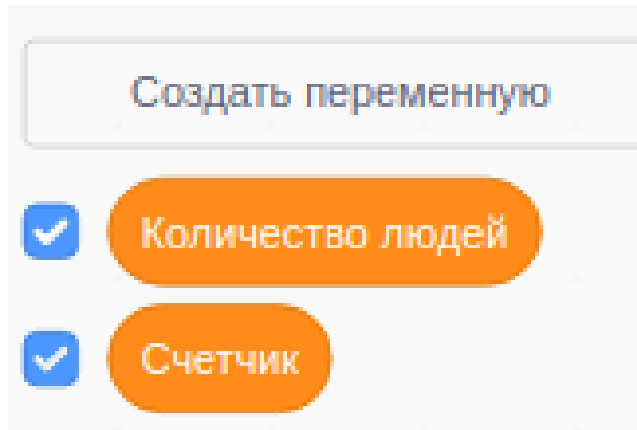 Создать переменную
Количество людей
Счетчик